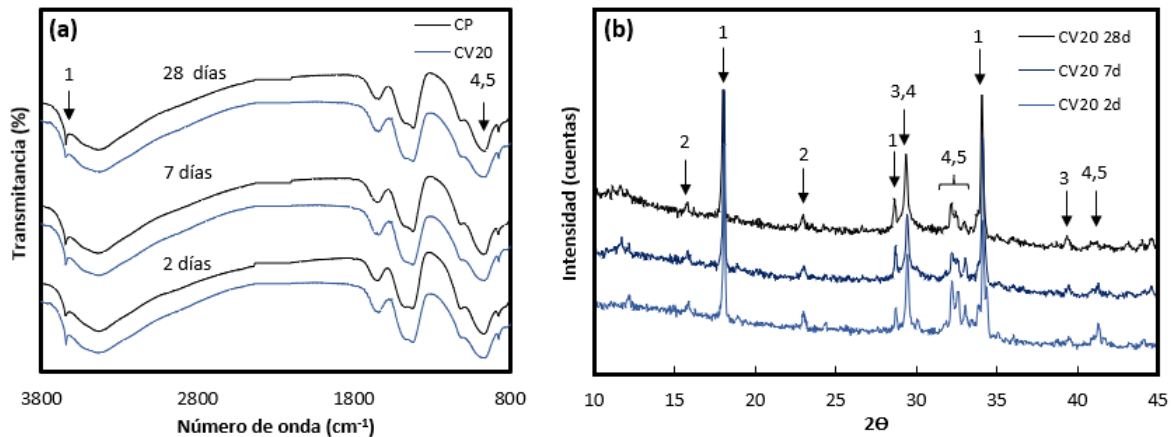 (a)
CP
CV20
1
28 días
4,5
7 días
2 días
Transmitancia (%)
3800
2800
1800
800
Número de onda (cm⁻¹)
(b)
CV20 28d
CV20 7d
CV20 2d
1
1
3,4
2
2
1
4,5
3
4,5
Intensidad (cuentas)
10
15
20
25
30
35
40
45
2Θ